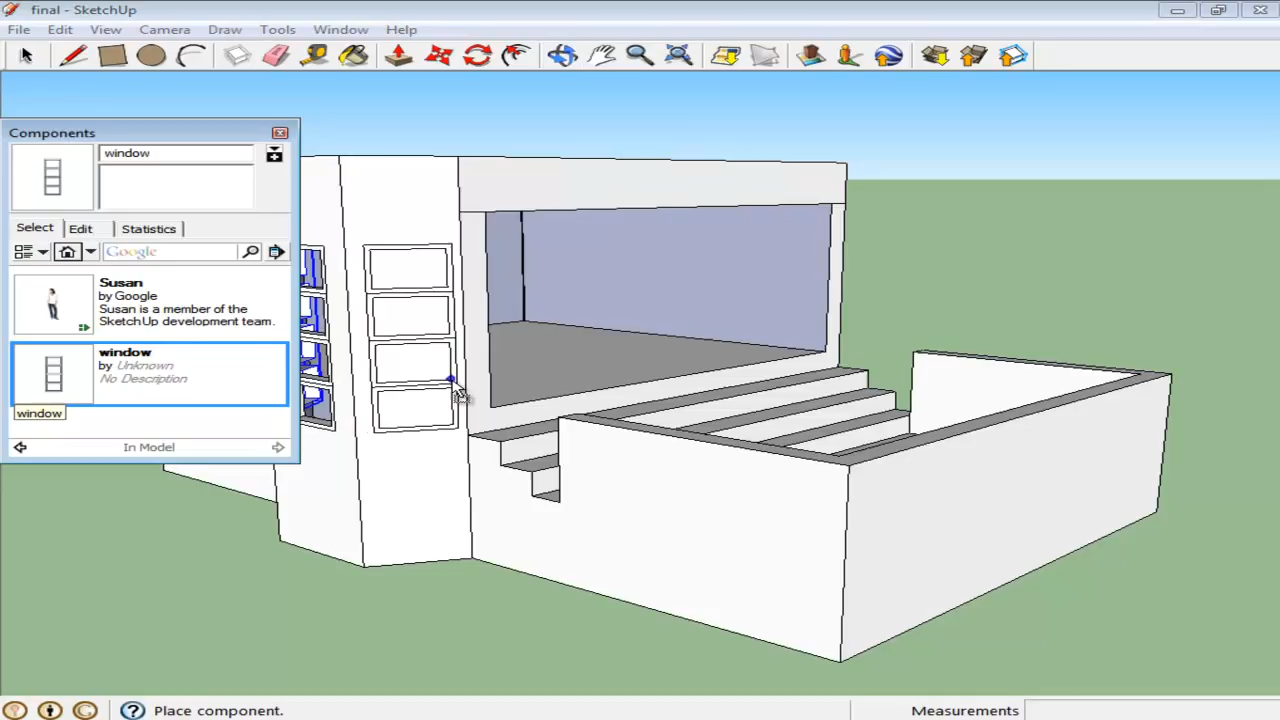 final - SketchUp
File Edit View Camera Draw Tools Window Help
Components
window
Select Edit Statistics
Google
Susan
by Google
Susan is a member of the
SketchUp development team.
window
by Unknown
No Description
window
In Model
Place component.
Measurements